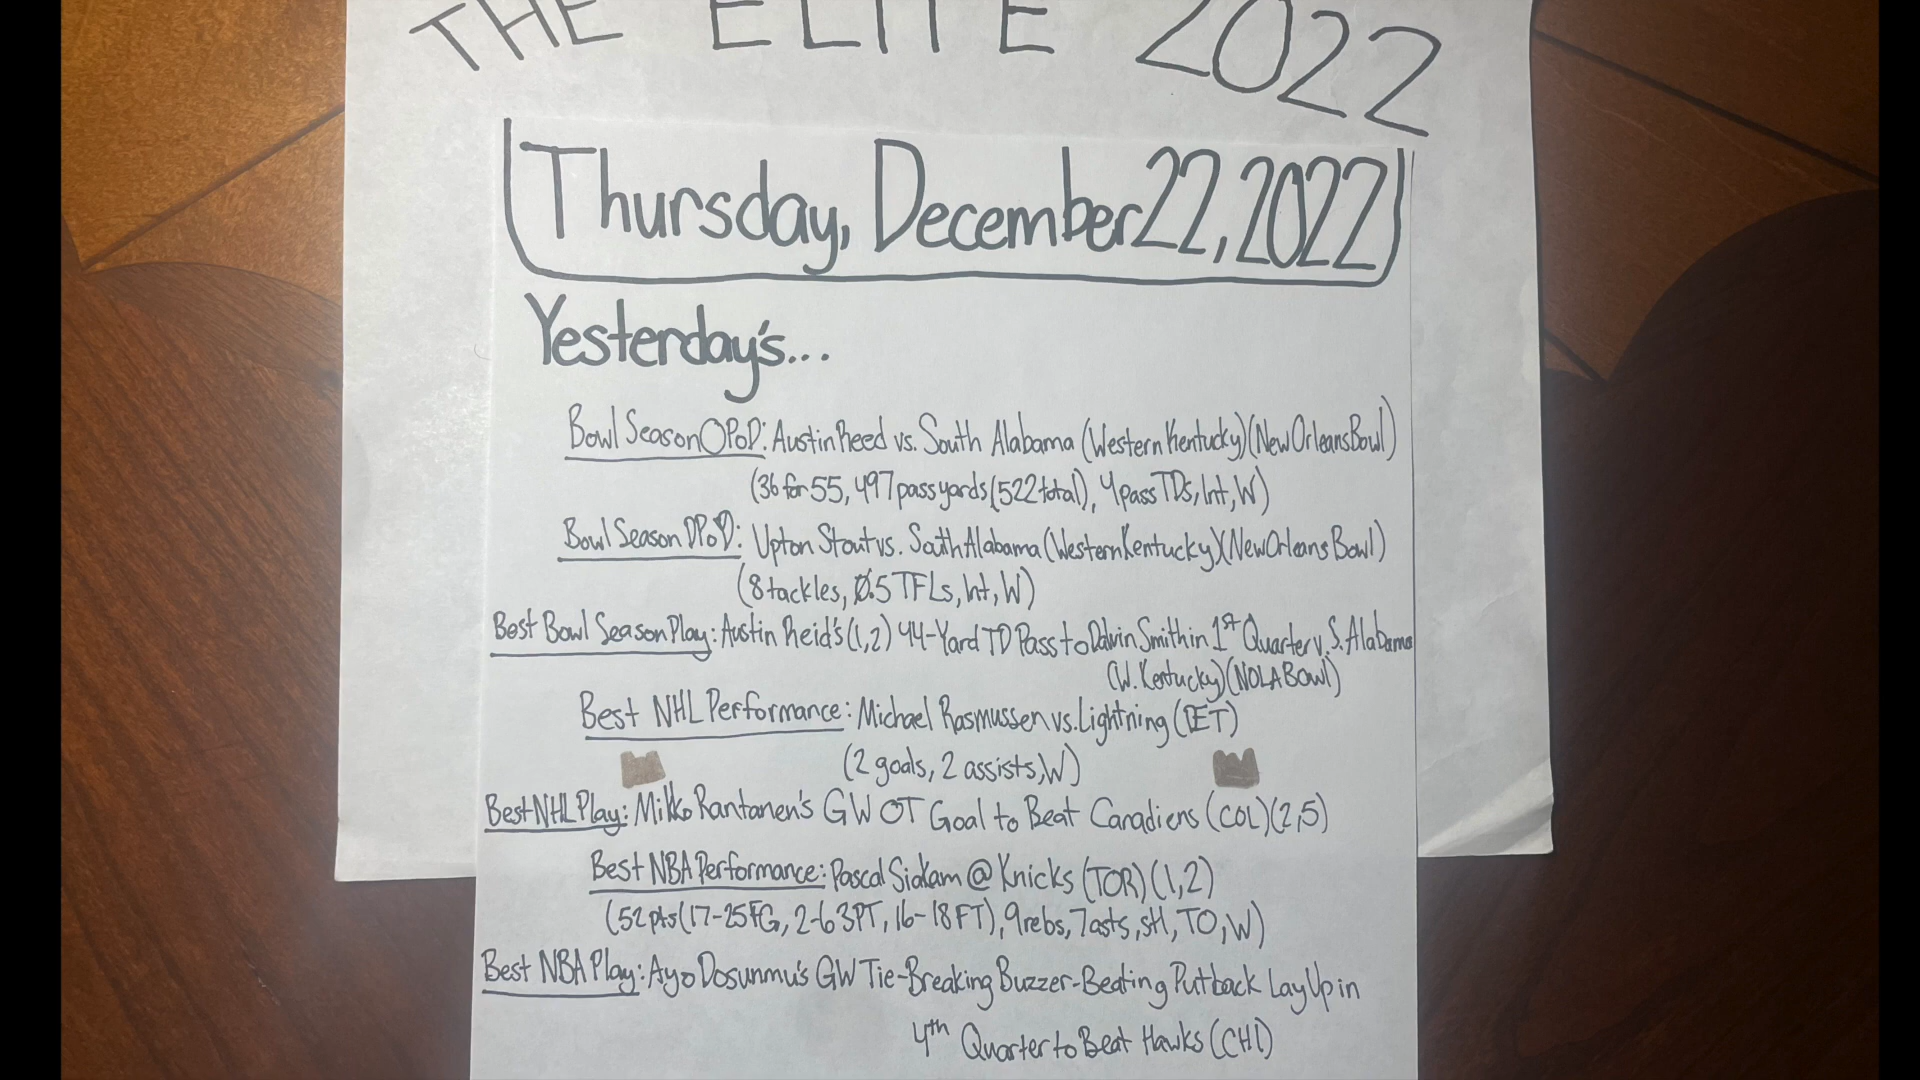 THE ELITE 2022
Thursday, December 22, 2022
Yesterday's...
Bowl Season OPoD: Austin Reed vs. South Alabama (Western Kentucky)(New Orleans Bowl)
(36 for 55, 497 pass yards (522 total), 4 pass TDs, Int, W)
Bowl Season DPoD: Upton Stout vs. South Alabama (Western Kentucky)(New Orleans Bowl)
(8 tackles, 0.5 TFLs, Int, W)
Best Bowl Season Play: Austin Reid's (1,2) 44-Yard TD Pass to Dalvin Smith in 1st Quarter v. S. Alabama
(W. Kentucky)(NOLA Bowl)
Best NHL Performance: Michael Rasmussen vs. Lightning (DET)
(2 goals, 2 assists, W)
Best NHL Play: Mikko Rantanen's GW OT Goal to Beat Canadiens (COL)(2,5)
Best NBA Performance: Pascal Siakam @ Knicks (TOR)(1,2)
(52 pts (17-25 FG, 2-6 3PT, 16-18 FT), 9 rebs, 7 asts, stl, TO, W)
Best NBA Play: Ayo Dosunmu's GW Tie-Breaking Buzzer-Beating Putback Lay Up in
4th Quarter to Beat Hawks (CHI)